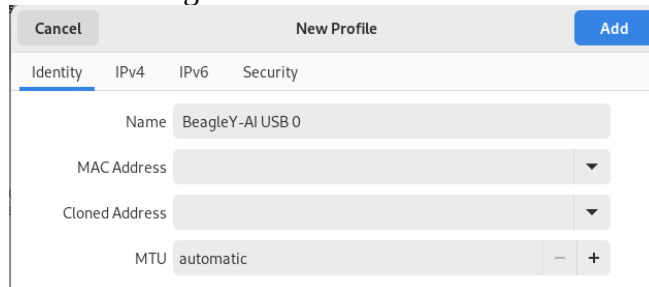 Cancel New Profile Add
Identity IPv4 IPv6 Security
Name BeagleY-AI USB 0
MAC Address
Cloned Address
MTU automatic − +